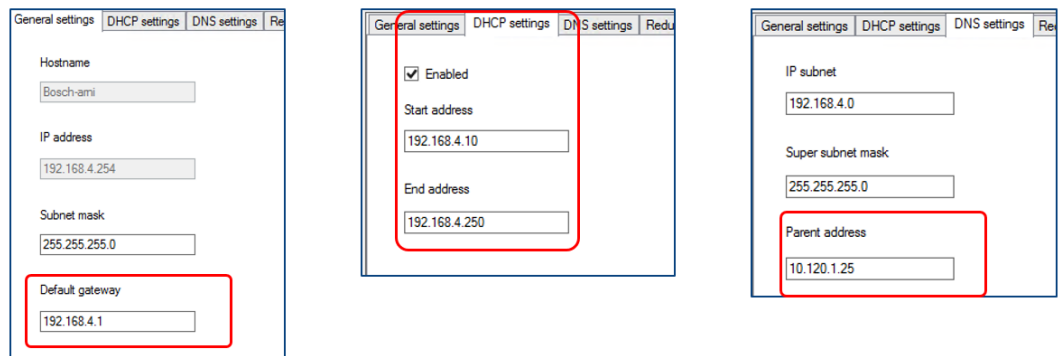 General settings DHCP settings DNS settings Re
Hostname
Bosch-ami
IP address
192.168.4.254
Subnet mask
255.255.255.0
Default gateway
192.168.4.1
General settings DHCP settings DNS settings Redu
Enabled
Start address
192.168.4.10
End address
192.168.4.250
General settings DHCP settings DNS settings Re
IP subnet
192.168.4.0
Super subnet mask
255.255.255.0
Parent address
10.120.1.25